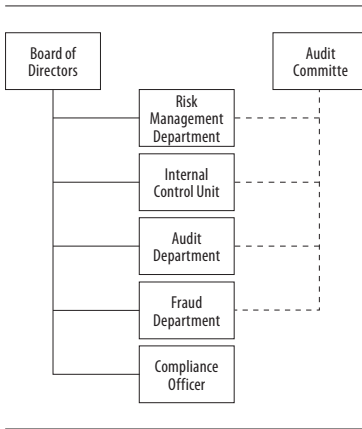 Board of
Directors
Audit
Committe
Risk
Management
Department
Internal
Control Unit
Audit
Department
Fraud
Department
Compliance
Officer